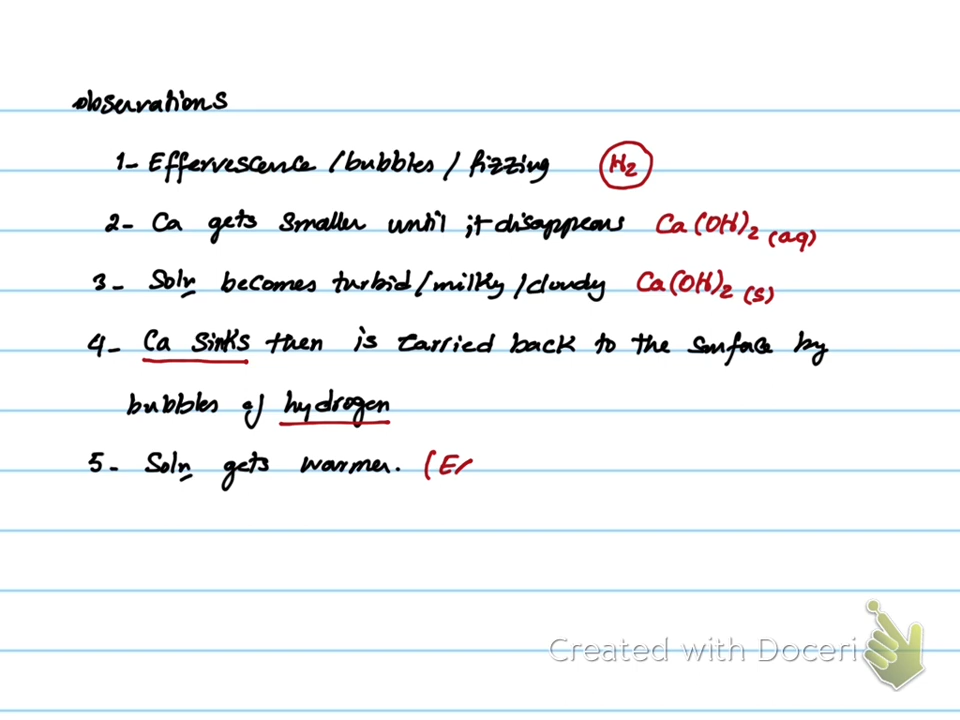 observations
1- Effervescence / bubbles / fizzing H2
2- Ca gets smaller until it disappears Ca(OH)2 (aq)
3- Soln becomes turbid / milky / cloudy Ca(OH)2 (s)
4- Ca sinks then is carried back to the surface by
bubbles of hydrogen
5- Soln gets warmer. (E
Created with Doceri